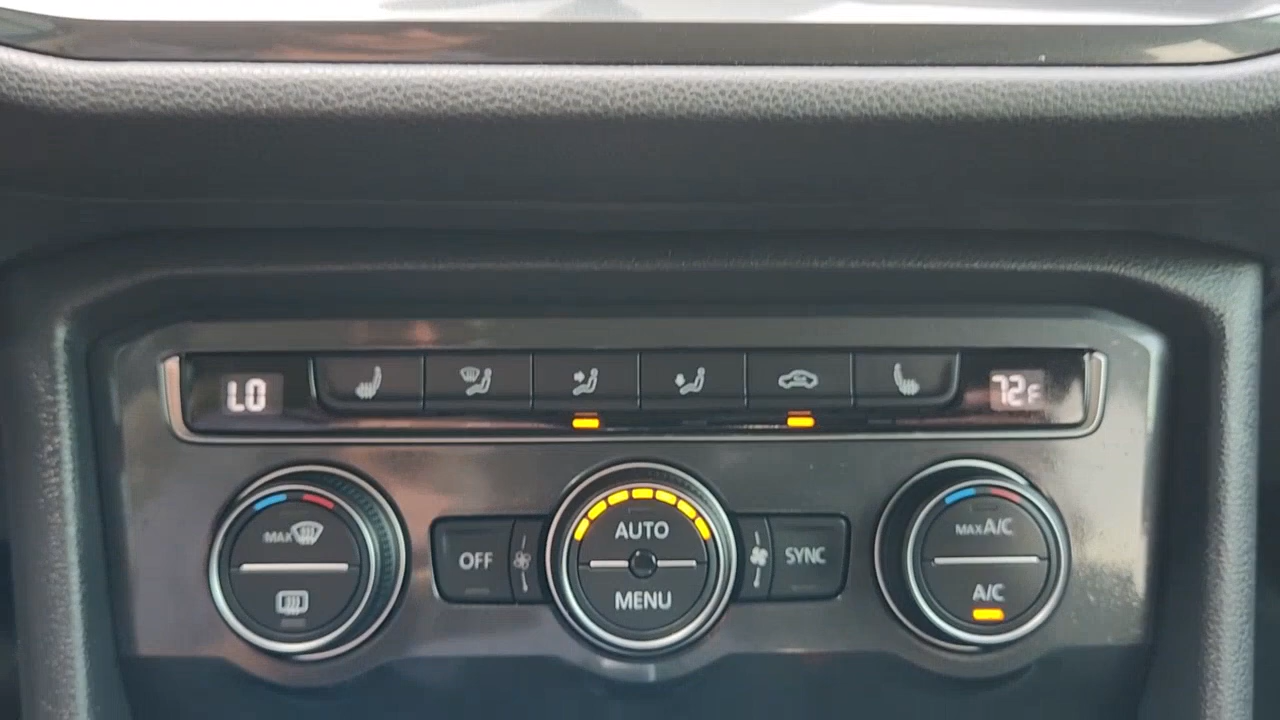 LO
72F
MAX
OFF
AUTO
MENU
SYNC
MAX A/C
A/C